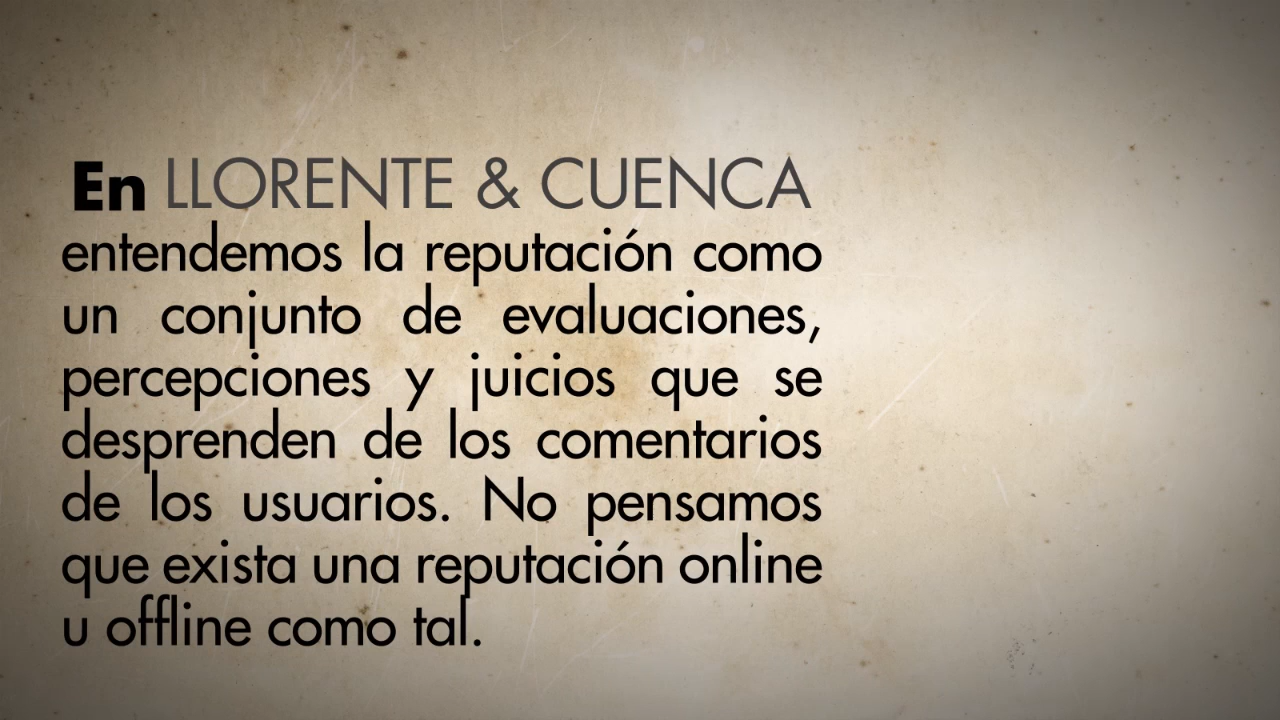 En LLORENTE & CUENCA
entendemos la reputación como
un conjunto de evaluaciones,
percepciones y juicios que se
desprenden de los comentarios
de los usuarios. No pensamos
que exista una reputación online
u offline como tal.